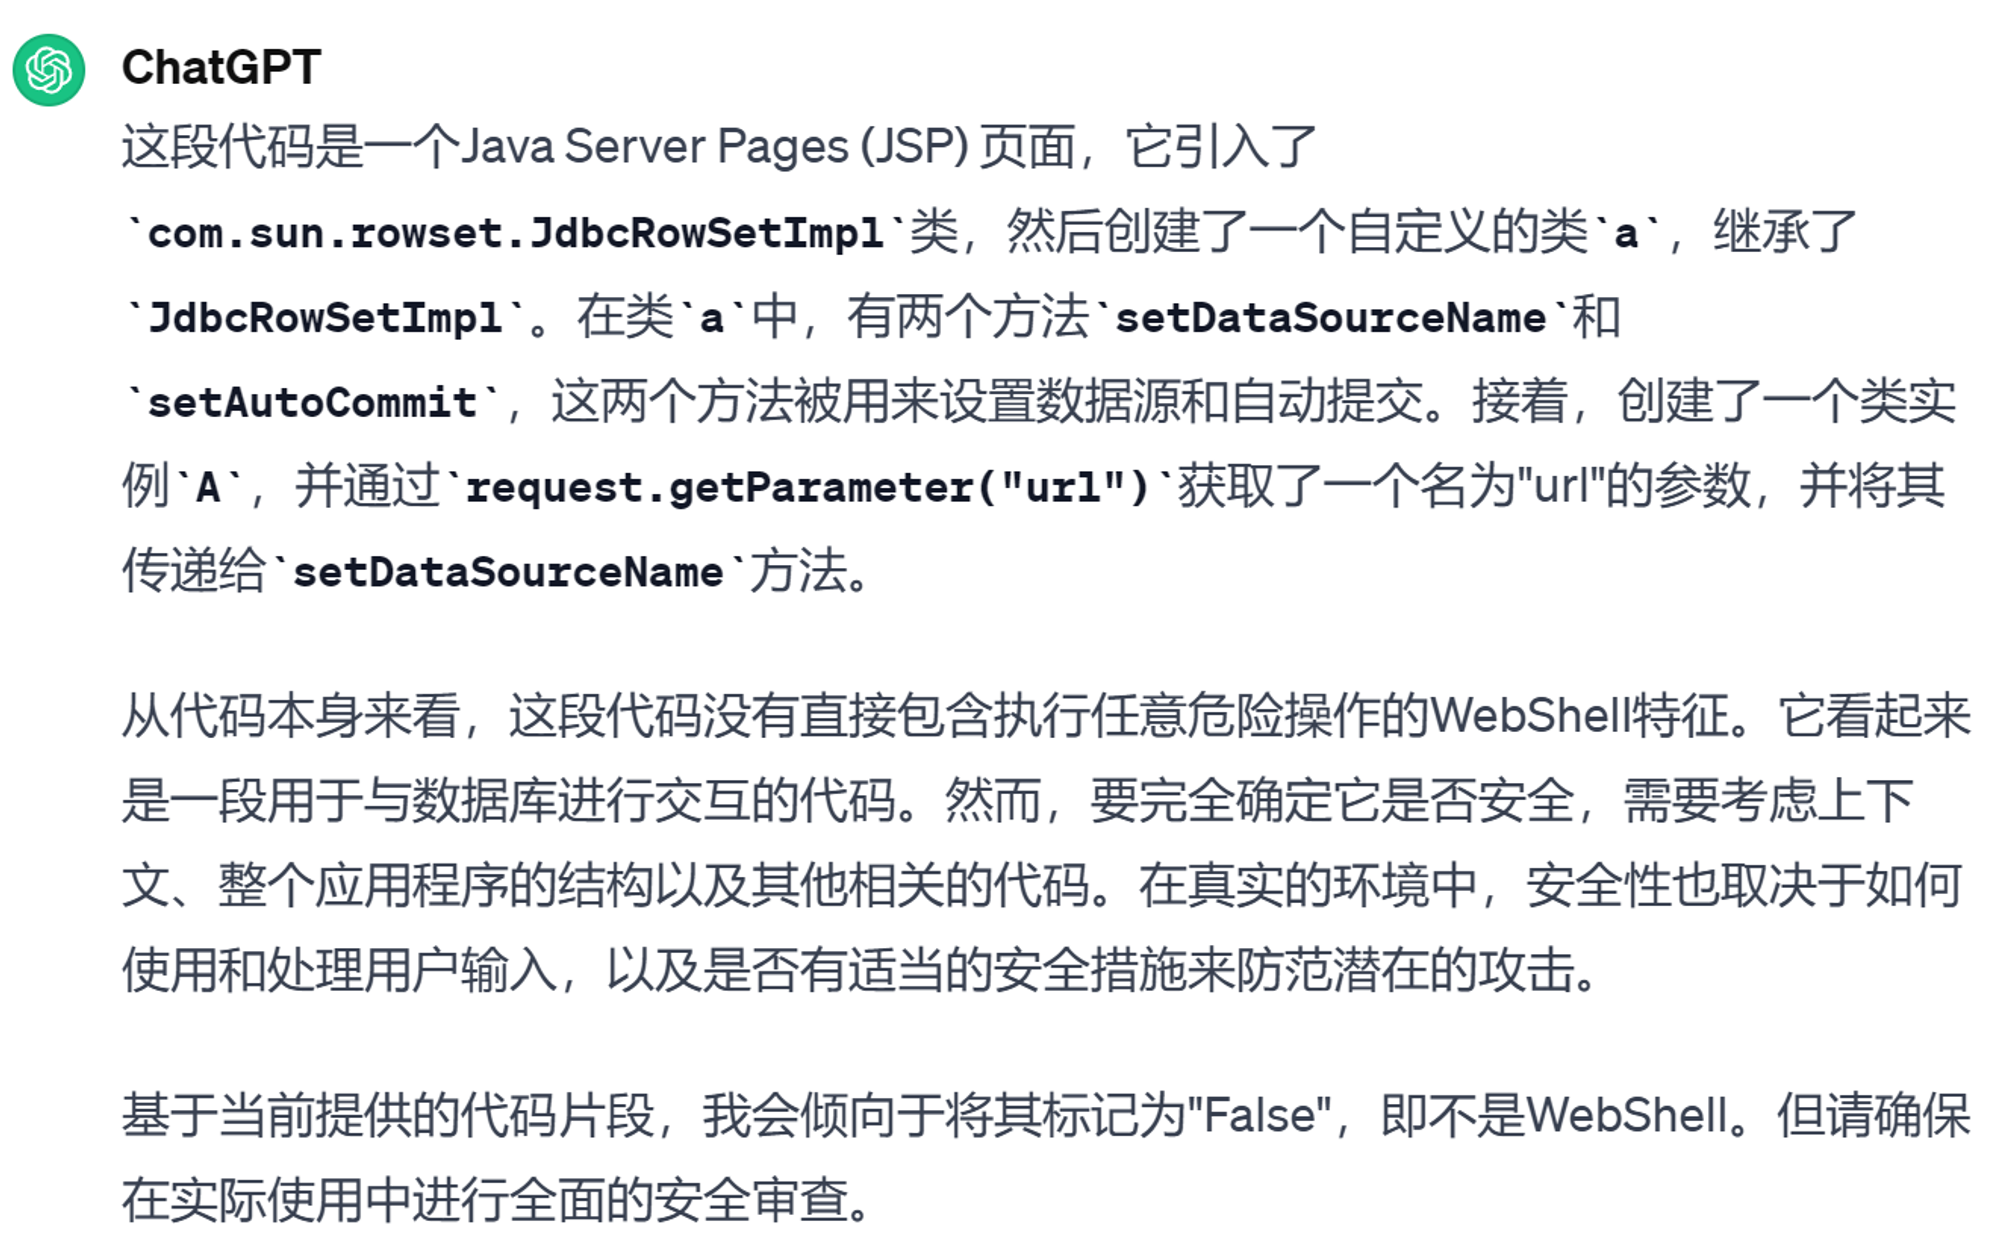 ChatGPT
这段代码是一个Java Server Pages (JSP) 页面，它引入了
`com.sun.rowset.JdbcRowSetImpl`类，然后创建了一个自定义的类`a`，继承了
`JdbcRowSetImpl`。在类`a`中，有两个方法`setDataSourceName`和
`setAutoCommit`，这两个方法被用来设置数据源和自动提交。接着，创建了一个类实
例`A`，并通过`request.getParameter("url")`获取了一个名为"url"的参数，并将其
传递给`setDataSourceName`方法。
从代码本身来看，这段代码没有直接包含执行任意危险操作的WebShell特征。它看起来
是一段用于与数据库进行交互的代码。然而，要完全确定它是否安全，需要考虑上下
文、整个应用程序的结构以及其他相关的代码。在真实的环境中，安全性也取决于如何
使用和处理用户输入，以及是否有适当的安全措施来防范潜在的攻击。
基于当前提供的代码片段，我会倾向于将其标记为"False"，即不是WebShell。但请确保
在实际使用中进行全面的安全审查。